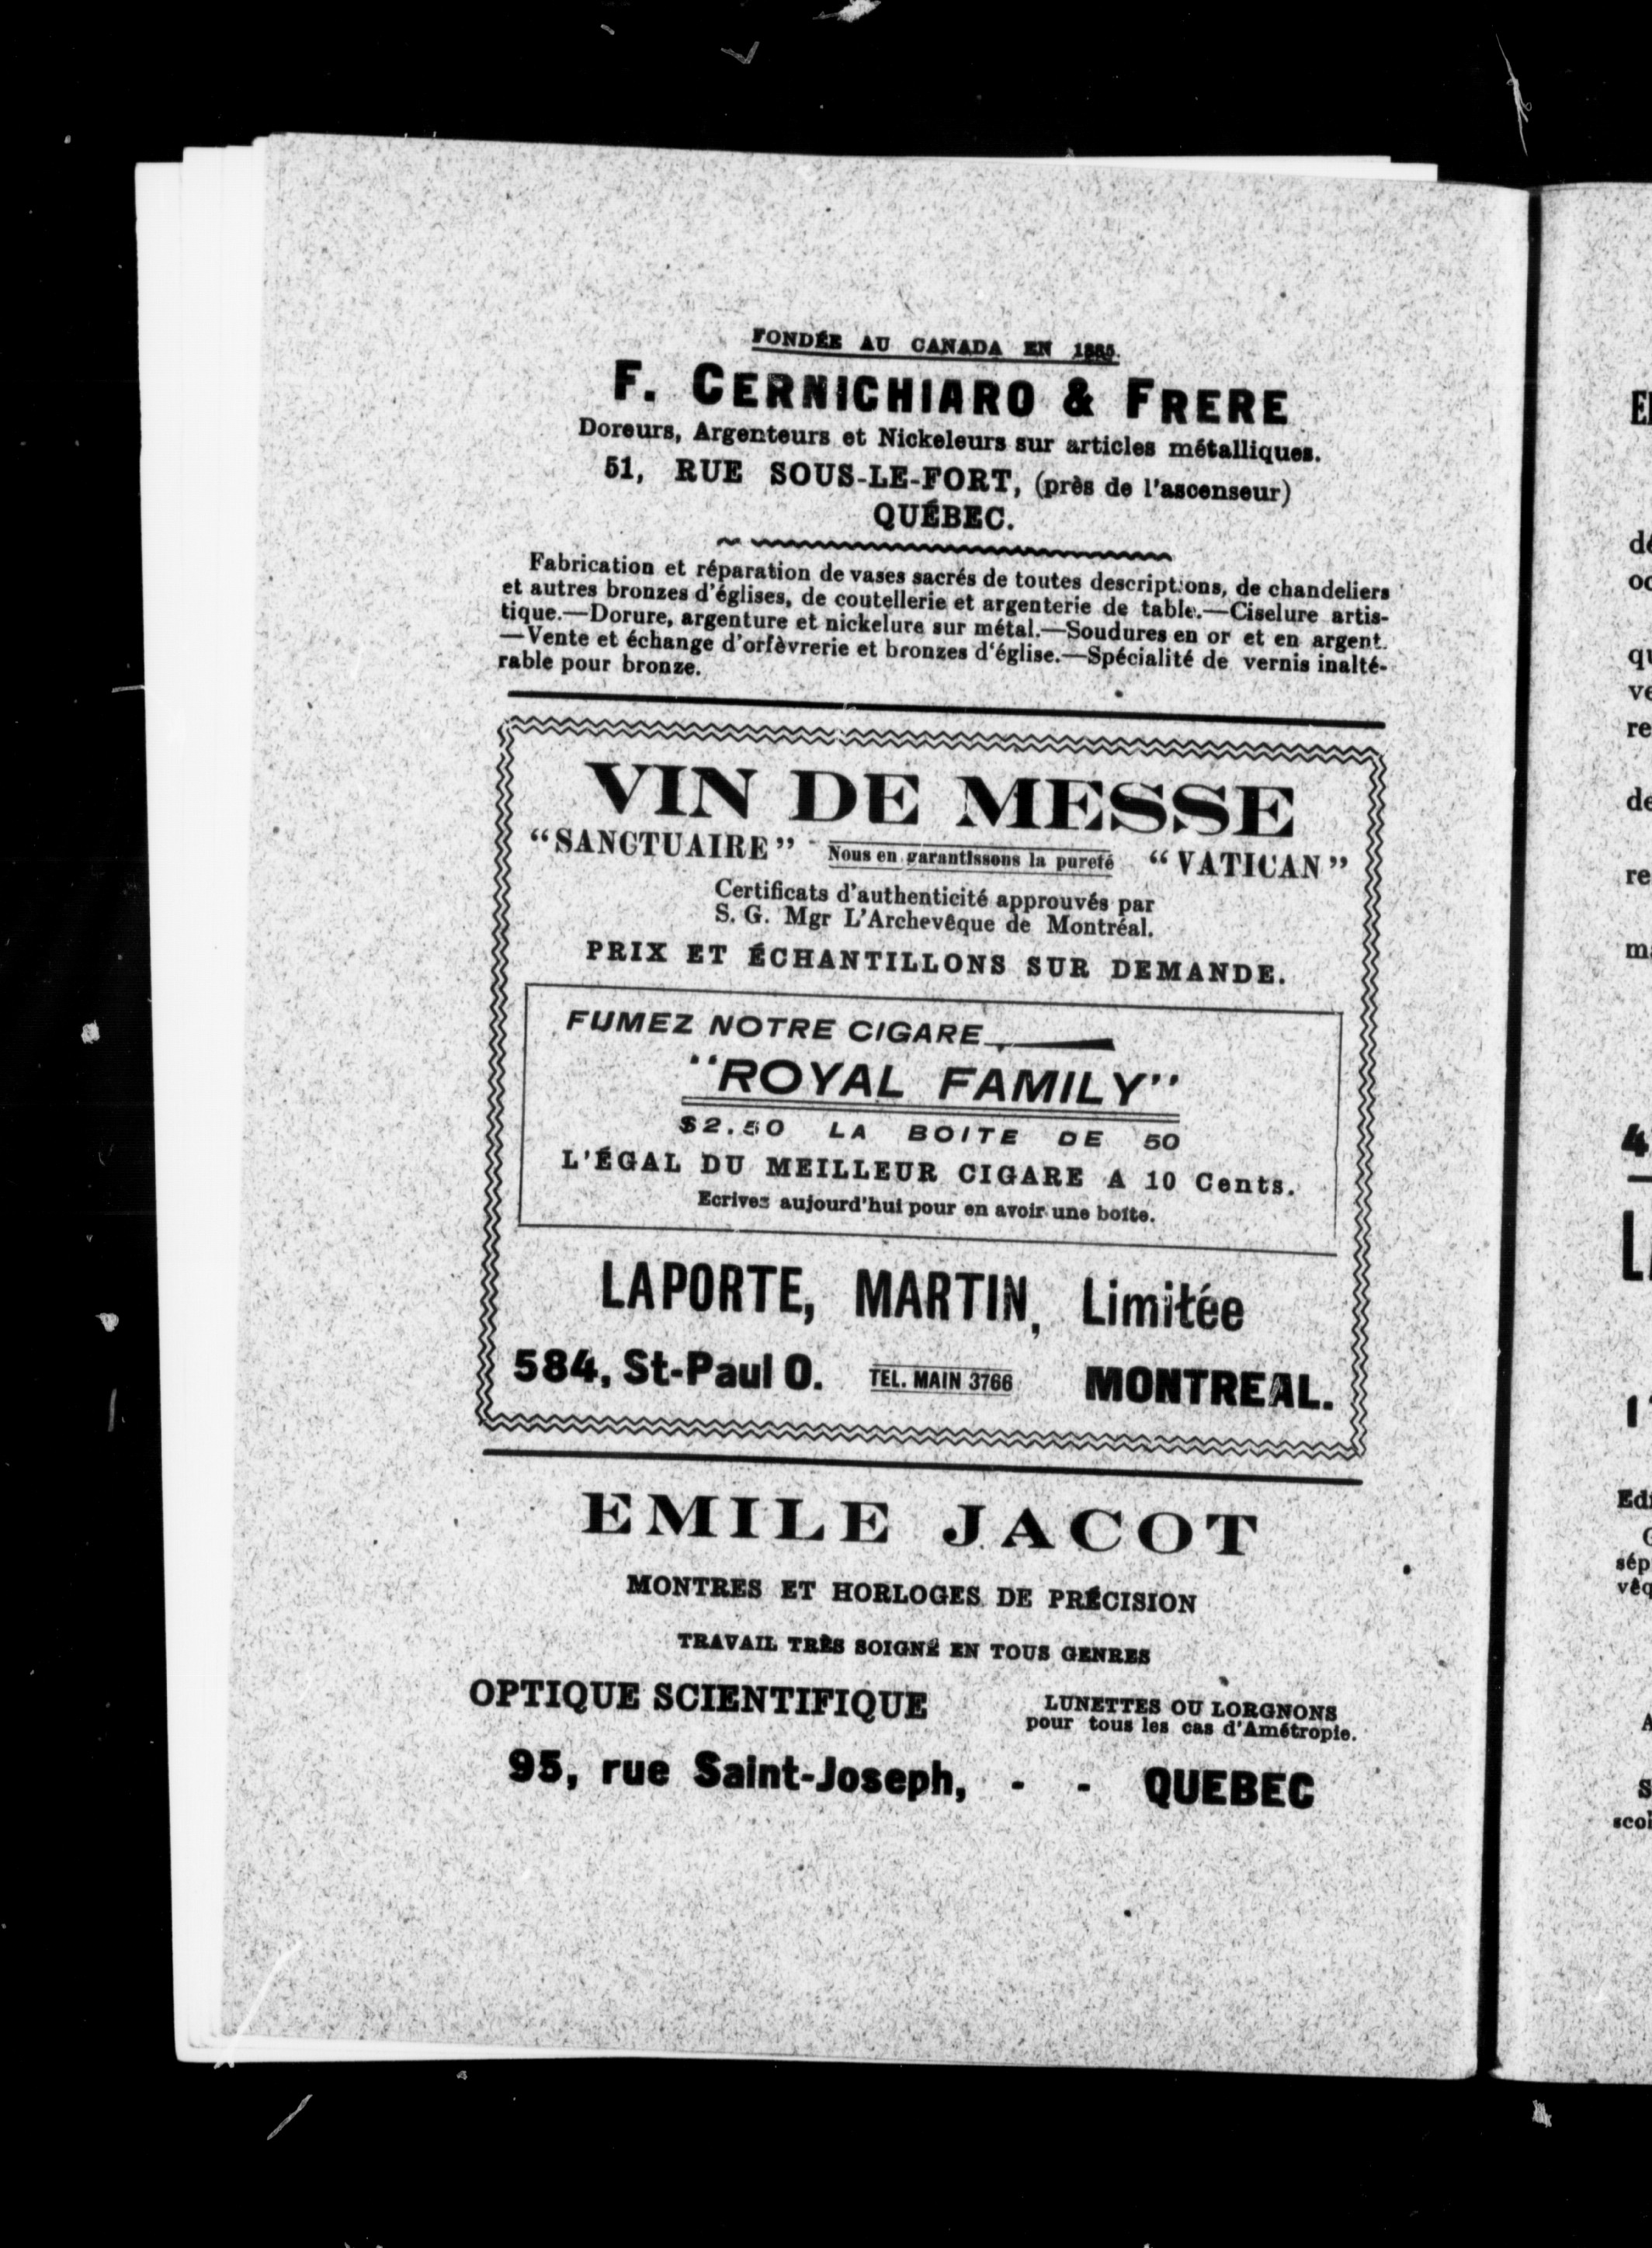 FONDÉE AU CANADA EN 1885.
F. CERNICHIARO & FRERE
Doreurs, Argenteurs et Nickeleurs sur articles métalliques.
51, RUE SOUS-LE-FORT, (près de l'ascenseur)
QUÉBEC.
Fabrication et réparation de vases sacrés de toutes descriptions, de chandeliers
et autres bronzes d'églises, de coutellerie et argenterie de table.—Ciselure artis-
tique.—Dorure, argenture et nickelure sur métal.—Soudures en or et en argent.
—Vente et échange d'orfèvrerie et bronzes d'église.—Spécialité de vernis inalté-
rable pour bronze.
VIN DE MESSE
"SANCTUAIRE" Nous en garantissons la pureté "VATICAN"
Certificats d'authenticité approuvés par
S. G. Mgr L'Archevêque de Montréal.
PRIX ET ÉCHANTILLONS SUR DEMANDE.
FUMEZ NOTRE CIGARE
"ROYAL FAMILY"
$2.50 LA BOITE DE 50
L'ÉGAL DU MEILLEUR CIGARE A 10 Cents.
Ecrivez aujourd'hui pour en avoir une boîte.
LAPORTE, MARTIN, Limitée
584, St-Paul O. TEL. MAIN 3766 MONTREAL.
EMILE JACOT
MONTRES ET HORLOGES DE PRÉCISION
TRAVAIL TRÈS SOIGNÉ EN TOUS GENRES
OPTIQUE SCIENTIFIQUE
LUNETTES OU LORGNONS
pour tous les cas d'Amétropie.
95, rue Saint-Joseph, - - QUEBEC